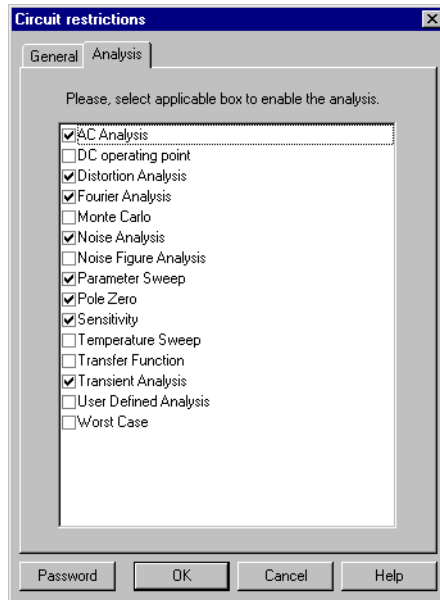 Circuit restrictions
General Analysis
Please, select applicable box to enable the analysis.
AC Analysis
DC operating point
Distortion Analysis
Fourier Analysis
Monte Carlo
Noise Analysis
Noise Figure Analysis
Parameter Sweep
Pole Zero
Sensitivity
Temperature Sweep
Transfer Function
Transient Analysis
User Defined Analysis
Worst Case
Password OK Cancel Help